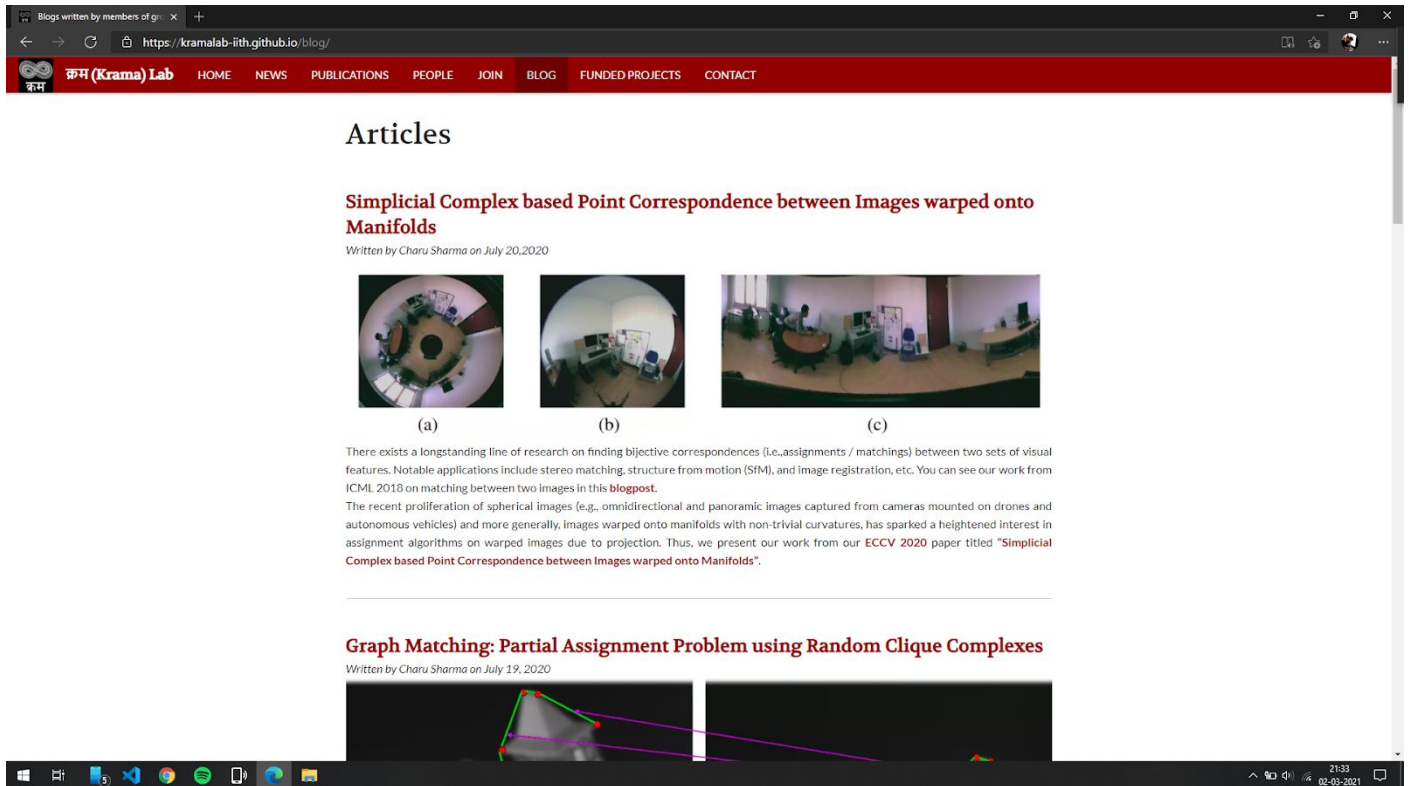 Blogs written by members of gro
https://kramalab-iith.github.io/blog/
क्रम
क्रम (Krama) Lab HOME NEWS PUBLICATIONS PEOPLE JOIN BLOG FUNDED PROJECTS CONTACT
Articles
Simplicial Complex based Point Correspondence between Images warped onto
Manifolds
Written by Charu Sharma on July 20,2020
(a) (b) (c)
There exists a longstanding line of research on finding bijective correspondences (i.e.,assignments / matchings) between two sets of visual
features. Notable applications include stereo matching, structure from motion (SfM), and image registration, etc. You can see our work from
ICML 2018 on matching between two images in this blogpost.
The recent proliferation of spherical images (e.g., omnidirectional and panoramic images captured from cameras mounted on drones and
autonomous vehicles) and more generally, images warped onto manifolds with non-trivial curvatures, has sparked a heightened interest in
assignment algorithms on warped images due to projection. Thus, we present our work from our ECCV 2020 paper titled "Simplicial
Complex based Point Correspondence between Images warped onto Manifolds".
Graph Matching: Partial Assignment Problem using Random Clique Complexes
Written by Charu Sharma on July 19, 2020
5
21:33
02-03-2021